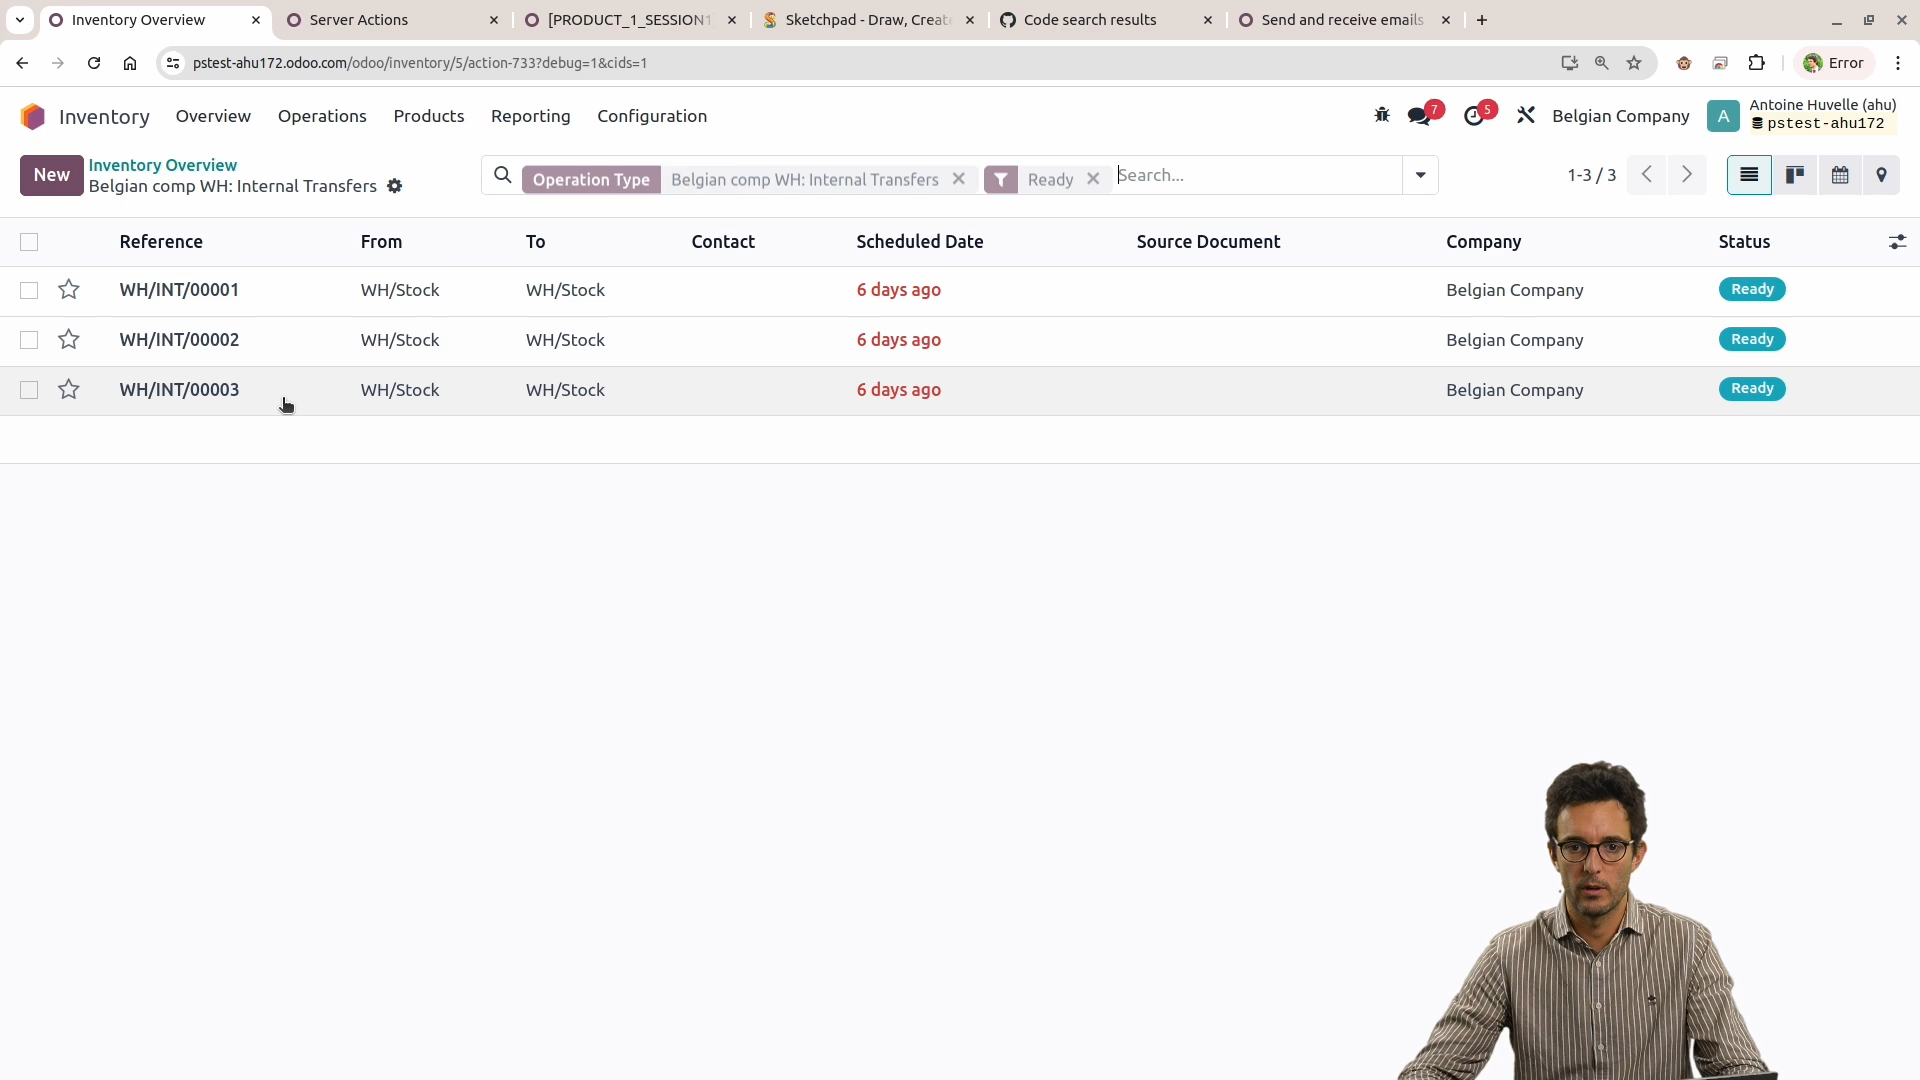 Inventory Overview
Server Actions
[PRODUCT_1_SESSION1
Sketchpad - Draw, Create
Code search results
Send and receive emails
pstest-ahu172.odoo.com/odoo/inventory/5/action-733?debug=1&cids=1
Error
Inventory
Overview
Operations
Products
Reporting
Configuration
7
5
Belgian Company
A
Antoine Huvelle (ahu)
pstest-ahu172
New
Inventory Overview
Belgian comp WH: Internal Transfers
Operation Type
Belgian comp WH: Internal Transfers
Ready
Search...
1-3 / 3
Reference From To Contact Scheduled Date Source Document Company Status
WH/INT/00001 WH/Stock WH/Stock 6 days ago Belgian Company Ready
WH/INT/00002 WH/Stock WH/Stock 6 days ago Belgian Company Ready
WH/INT/00003 WH/Stock WH/Stock 6 days ago Belgian Company Ready